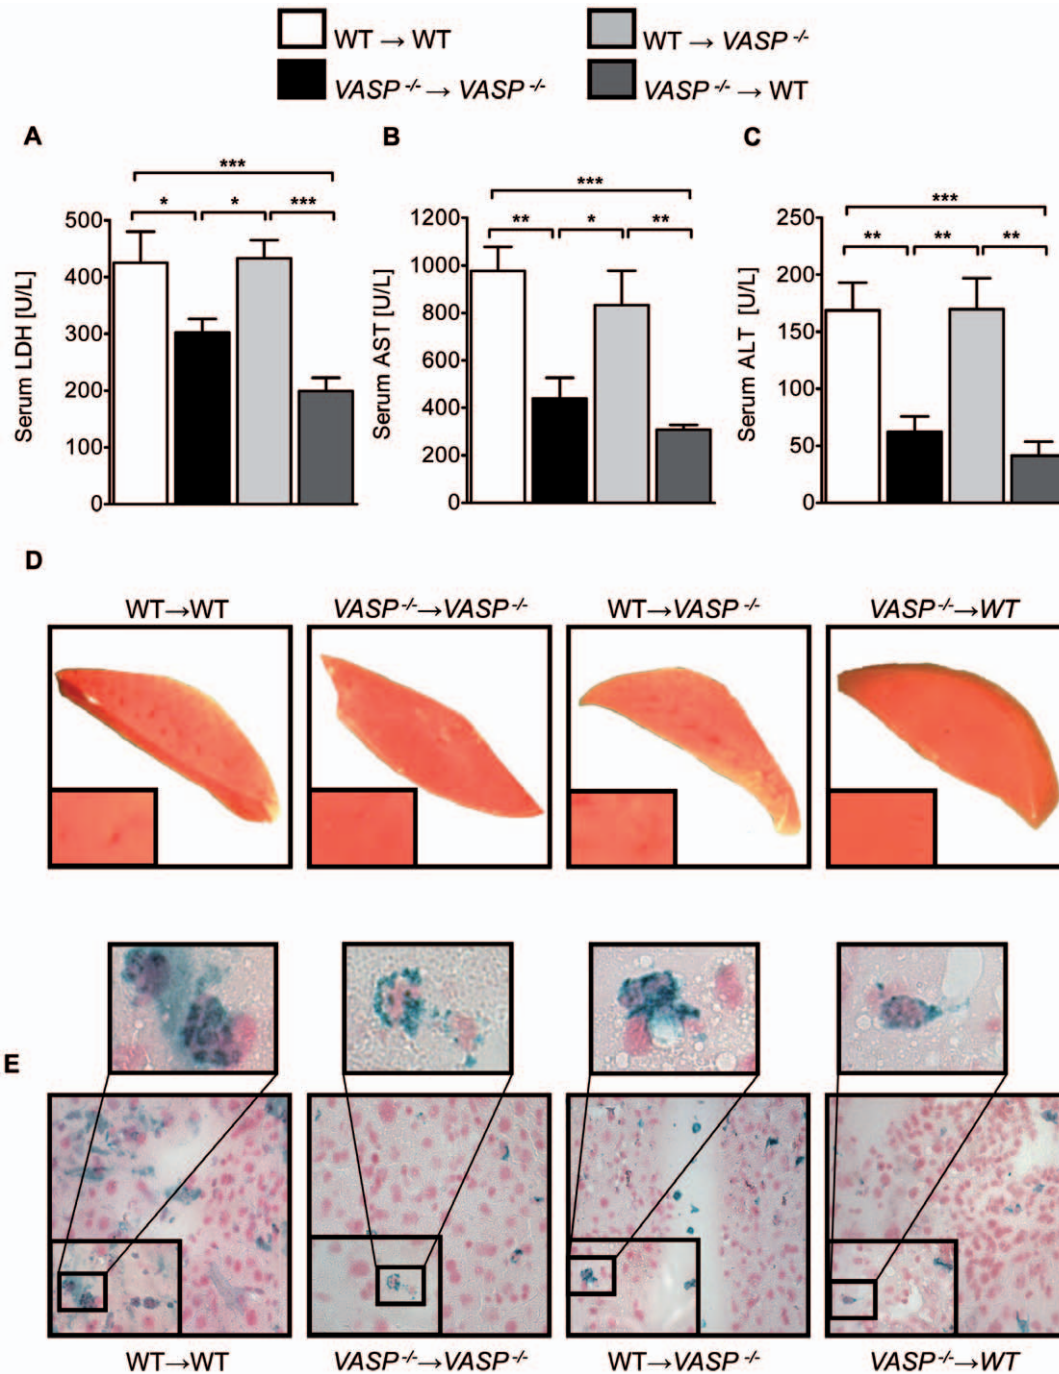 WT → WT
WT → VASP -/-
VASP -/- → VASP -/-
VASP -/- → WT
A
B
C
***
*
*
***
500
400
300
200
100
0
Serum LDH [U/L]
***
**
*
**
1200
1000
800
600
400
200
0
Serum AST [U/L]
***
**
**
**
250
200
150
100
50
0
Serum ALT [U/L]
D
WT→WT
VASP -/-→VASP -/-
WT→VASP -/-
VASP -/-→WT
E
WT→WT
VASP -/-→VASP -/-
WT→VASP -/-
VASP -/-→WT